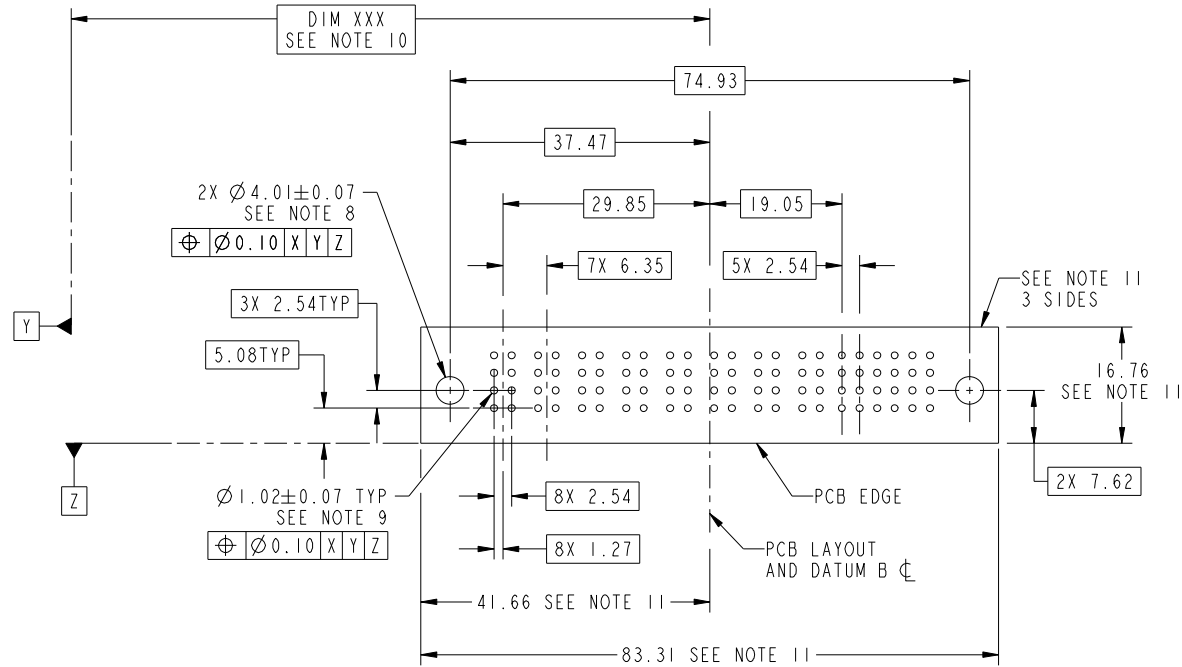 DIM XXX
SEE NOTE 10
74.93
37.47
2X Ø4.01±0.07
SEE NOTE 8
⌖ Ø0.10 X Y Z
29.85
19.05
7X 6.35
5X 2.54
SEE NOTE 11
3 SIDES
3X 2.54TYP
Y
5.08TYP
16.76
SEE NOTE 11
Z
Ø1.02±0.07 TYP
SEE NOTE 9
⌖ Ø0.10 X Y Z
8X 2.54
PCB EDGE
2X 7.62
8X 1.27
PCB LAYOUT
AND DATUM B ℄
41.66 SEE NOTE 11
83.31 SEE NOTE 11